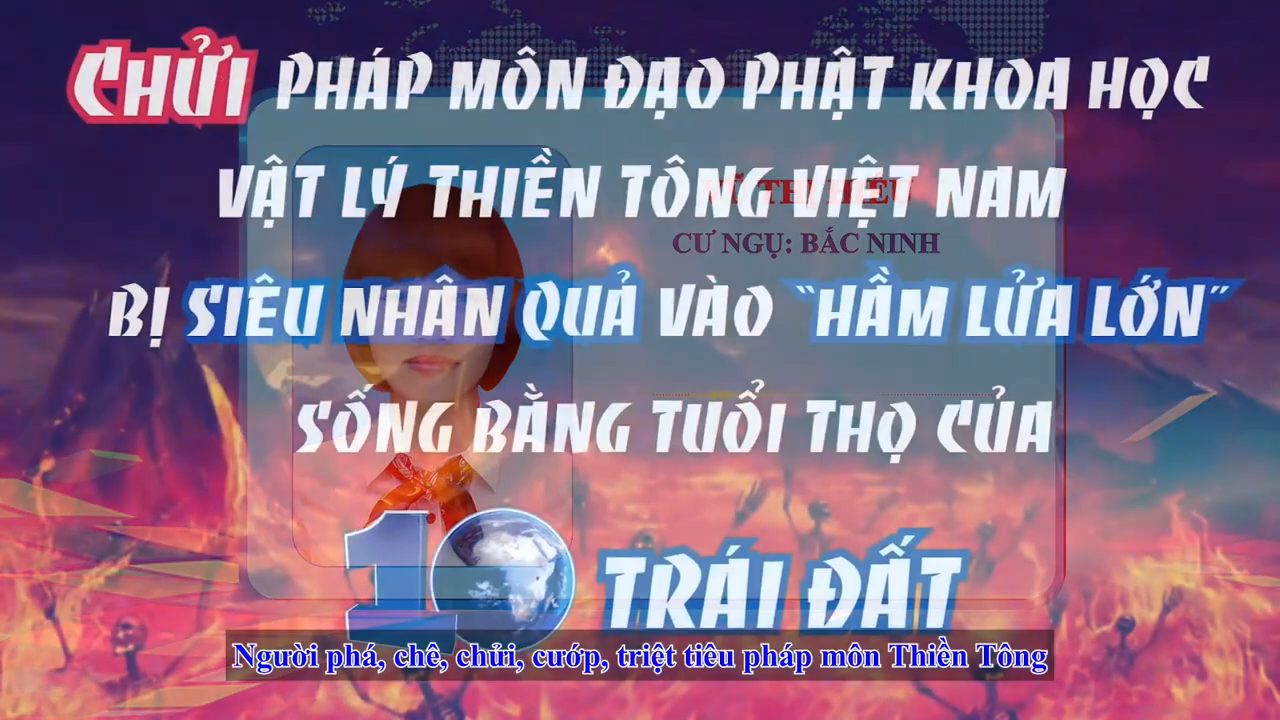 CHỬI PHÁP MÔN ĐẠO PHẬT KHOA HỌC
VẬT LÝ THIỀN TÔNG VIỆT NAM
CƯ NGỤ: BẮC NINH
BỊ SIÊU NHÂN QUẢ VÀO "HẦM LỬA LỚN"
SỐNG BẰNG TUỔI THỌ CỦA
10 TRÁI ĐẤT
Người phá, chê, chửi, cướp, triệt tiêu pháp môn Thiền Tông